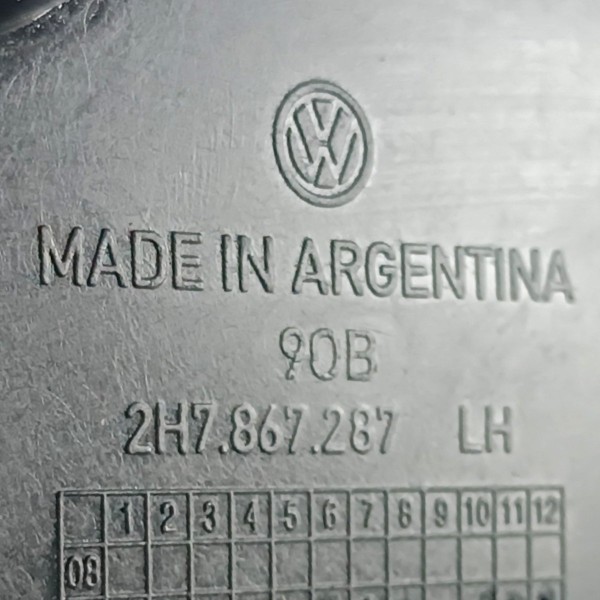 MADE IN ARGENTINA
90B
2H7.867.287 LH
1 2 3 4 5 6 7 8 9 10 11 12
08